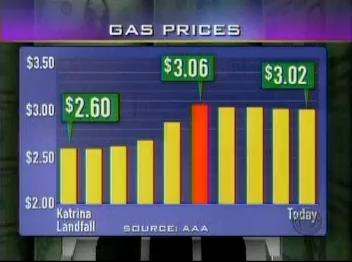 GAS PRICES
$3.50
$3.06
$3.02
$3.00
$2.60
$2.50
$2.00
Katrina
Landfall
Today
SOURCE: AAA